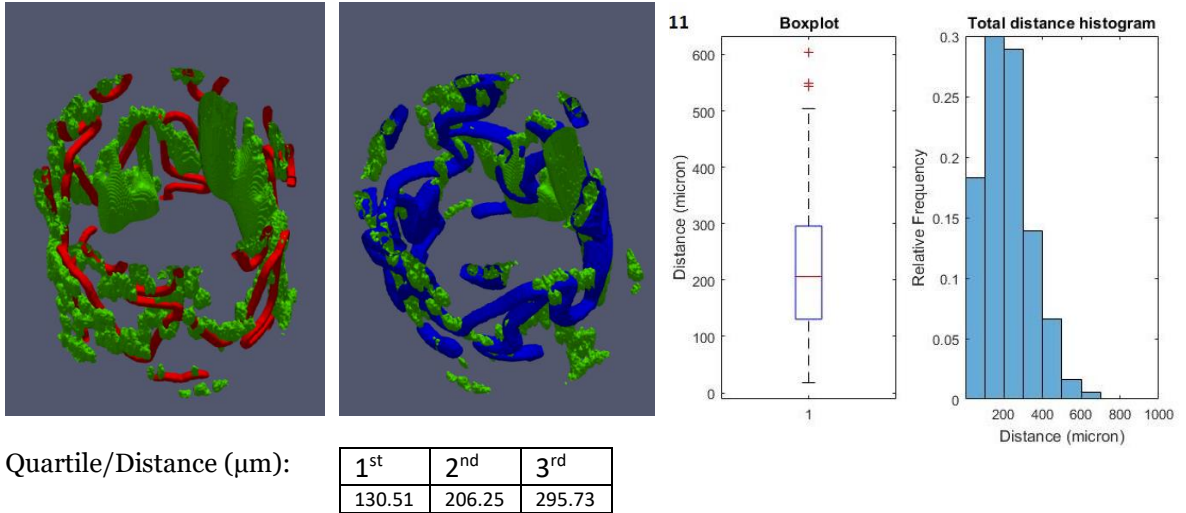 11
Boxplot
600
500
400
300
200
100
0
Distance (micron)
1
Total distance histogram
0.3
0.25
0.2
0.15
0.1
0.05
0
Relative Frequency
200 400 600 800 1000
Distance (micron)
Quartile/Distance (μm):
1st 2nd 3rd
130.51 206.25 295.73